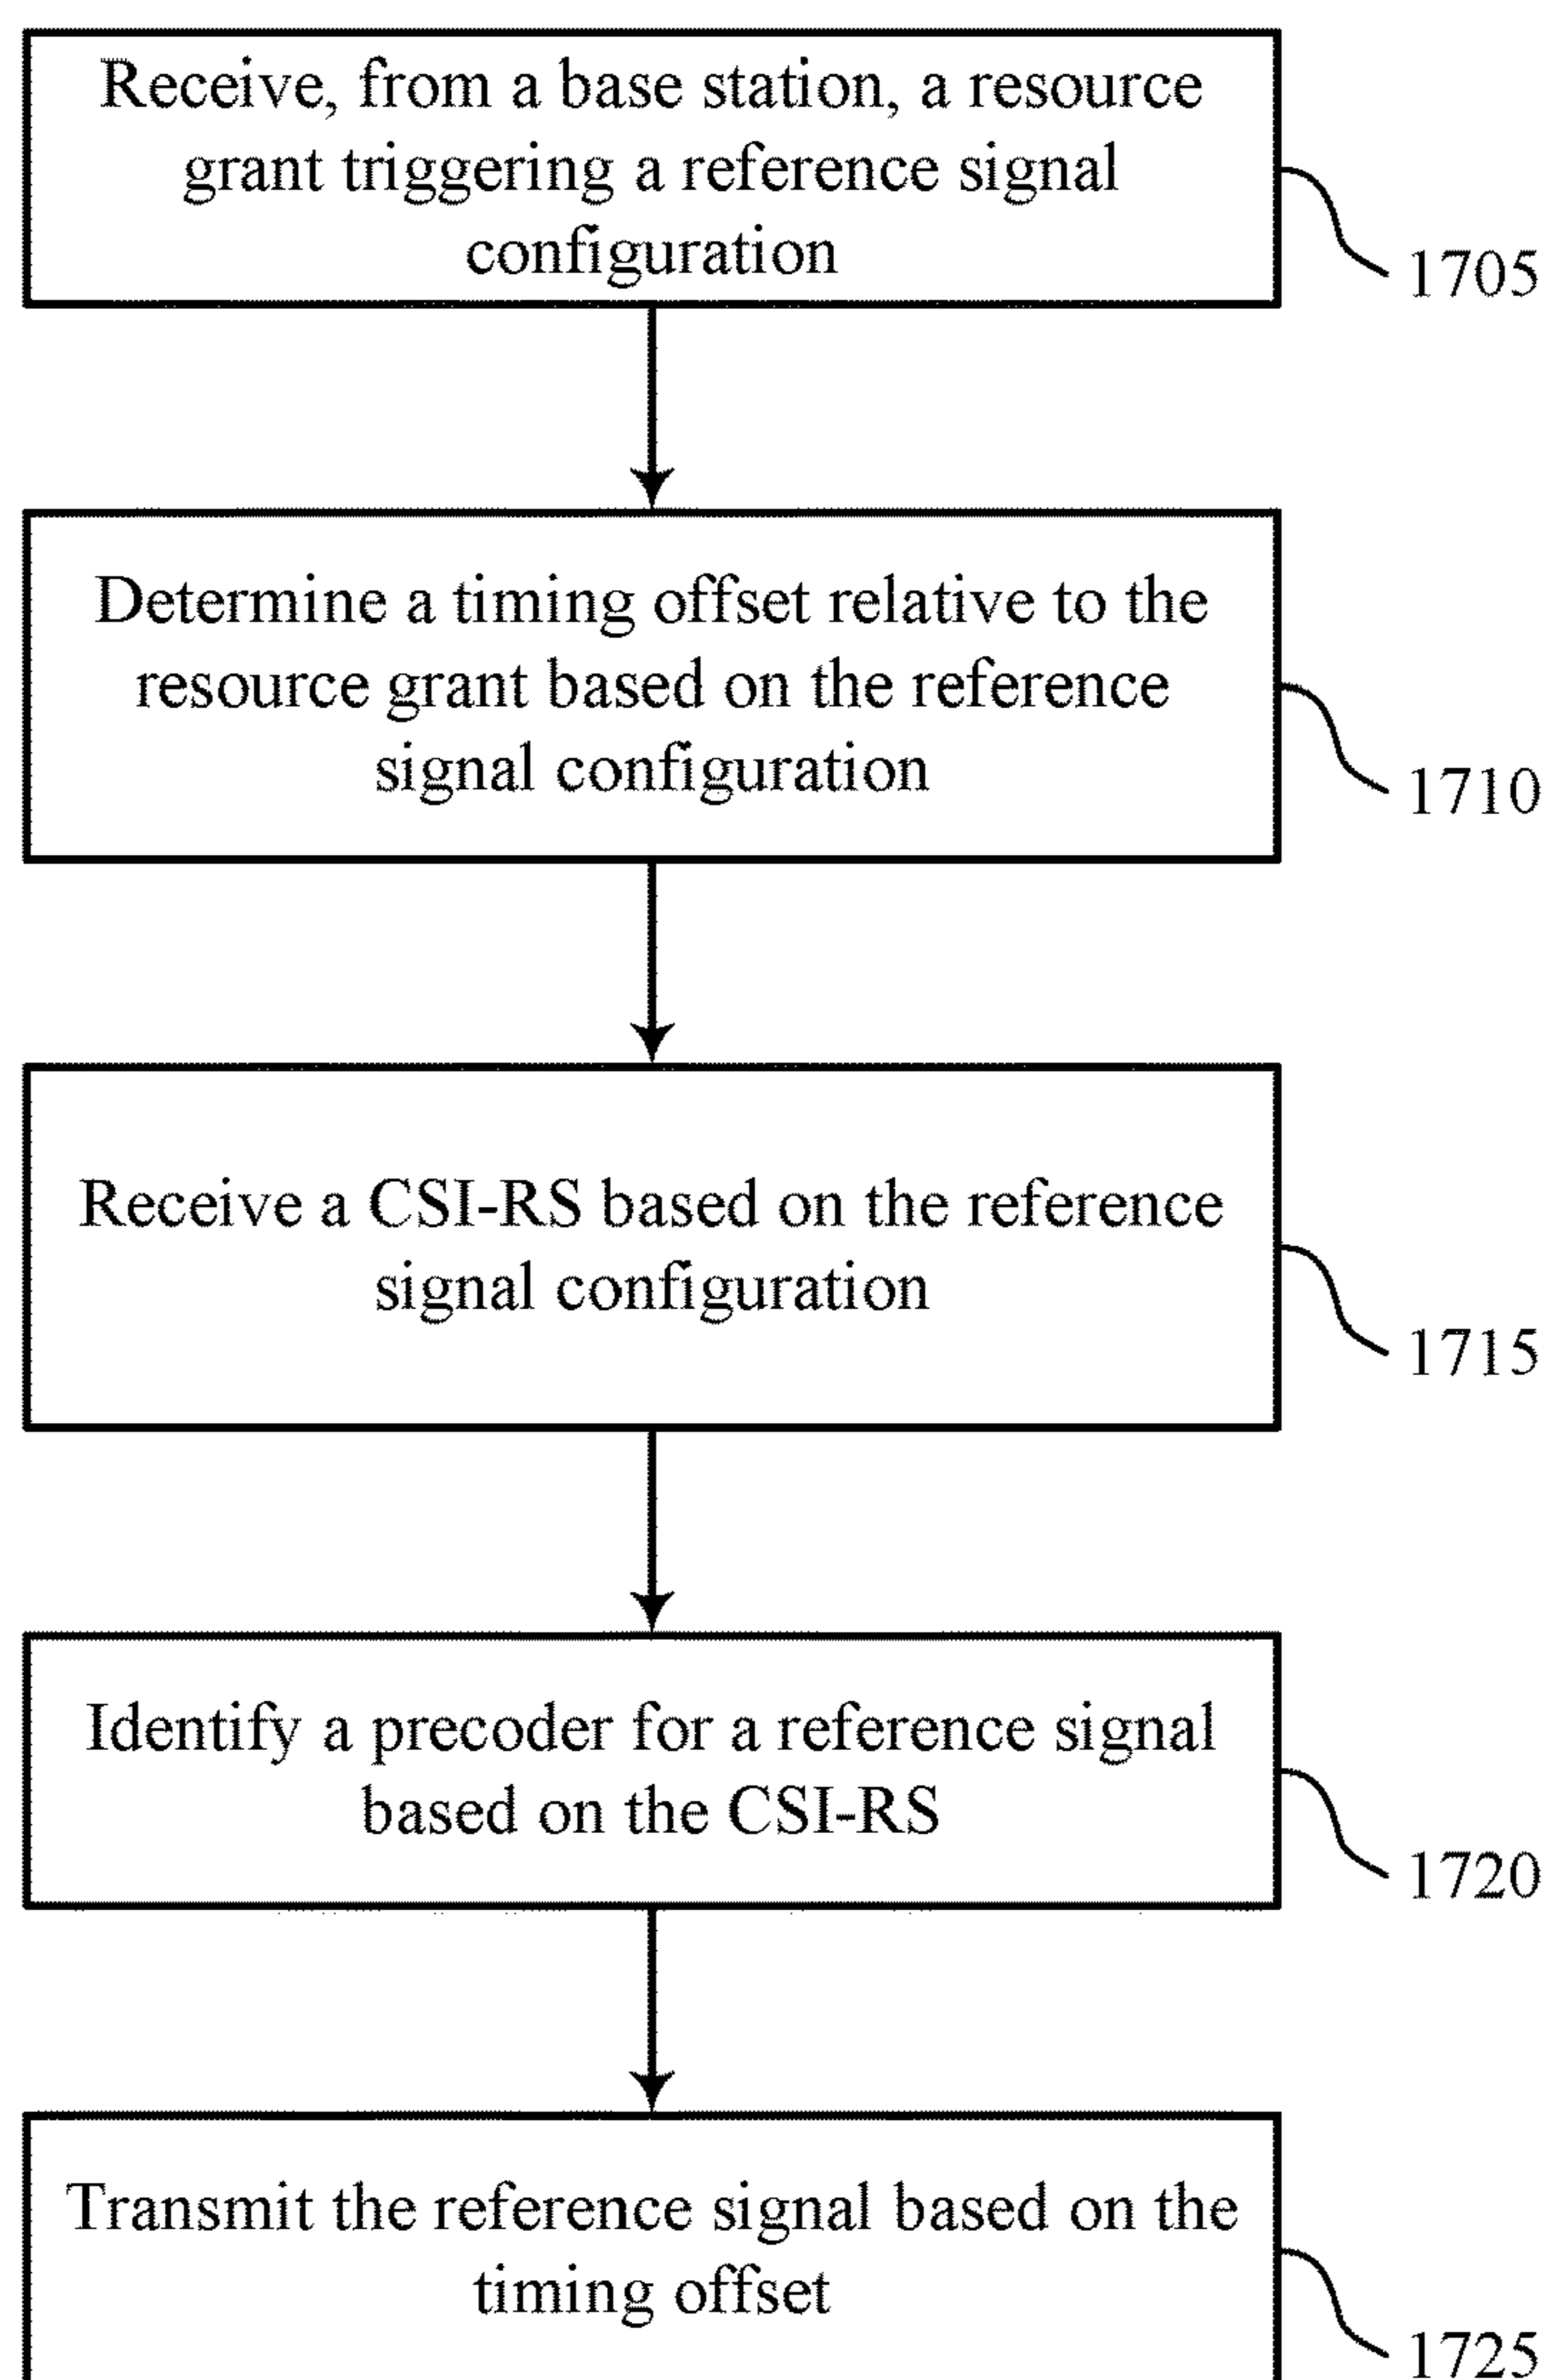 Receive, from a base station, a resource
grant triggering a reference signal
configuration
1705
Determine a timing offset relative to the
resource grant based on the reference
signal configuration
1710
Receive a CSI-RS based on the reference
signal configuration
1715
Identify a precoder for a reference signal
based on the CSI-RS
1720
Transmit the reference signal based on the
timing offset
1725